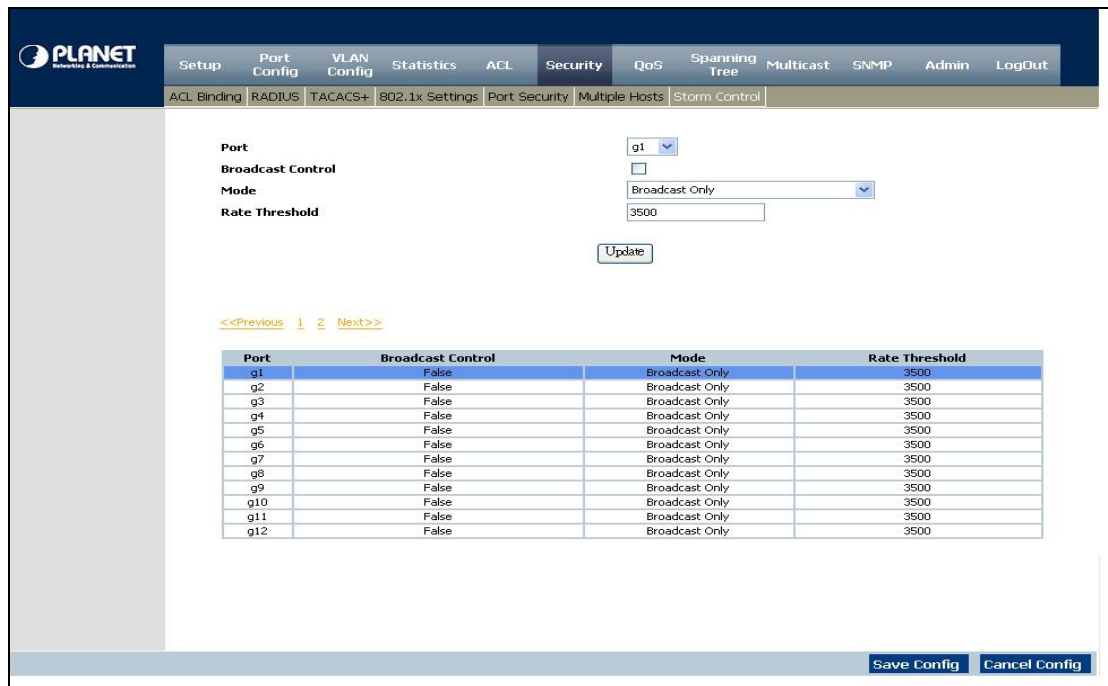 PLANET
Networking & Communication
Setup Port Config VLAN Config Statistics ACL Security QoS Spanning Tree Multicast SNMP Admin LogOut
ACL Binding RADIUS TACACS+ 802.1x Settings Port Security Multiple Hosts Storm Control
Port g1
Broadcast Control
Mode Broadcast Only
Rate Threshold 3500
Update
<<Previous 1 2 Next>>
Port Broadcast Control Mode Rate Threshold
g1 False Broadcast Only 3500
g2 False Broadcast Only 3500
g3 False Broadcast Only 3500
g4 False Broadcast Only 3500
g5 False Broadcast Only 3500
g6 False Broadcast Only 3500
g7 False Broadcast Only 3500
g8 False Broadcast Only 3500
g9 False Broadcast Only 3500
g10 False Broadcast Only 3500
g11 False Broadcast Only 3500
g12 False Broadcast Only 3500
Save Config Cancel Config